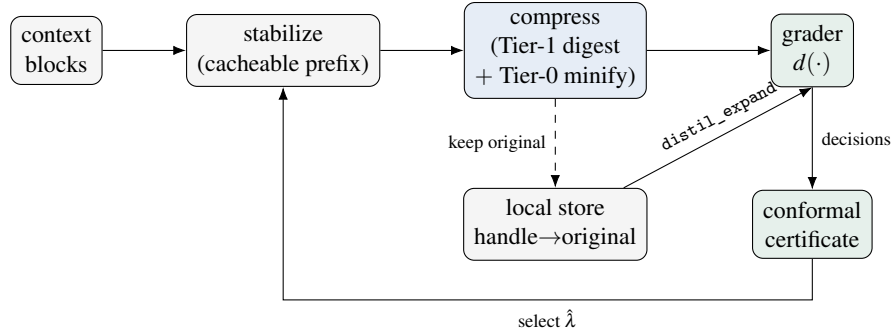 context
blocks
stabilize
(cacheable prefix)
compress
(Tier-1 digest
+ Tier-0 minify)
grader
d(·)
keep original
distil_expand
decisions
local store
handle→original
conformal
certificate
select λ̂